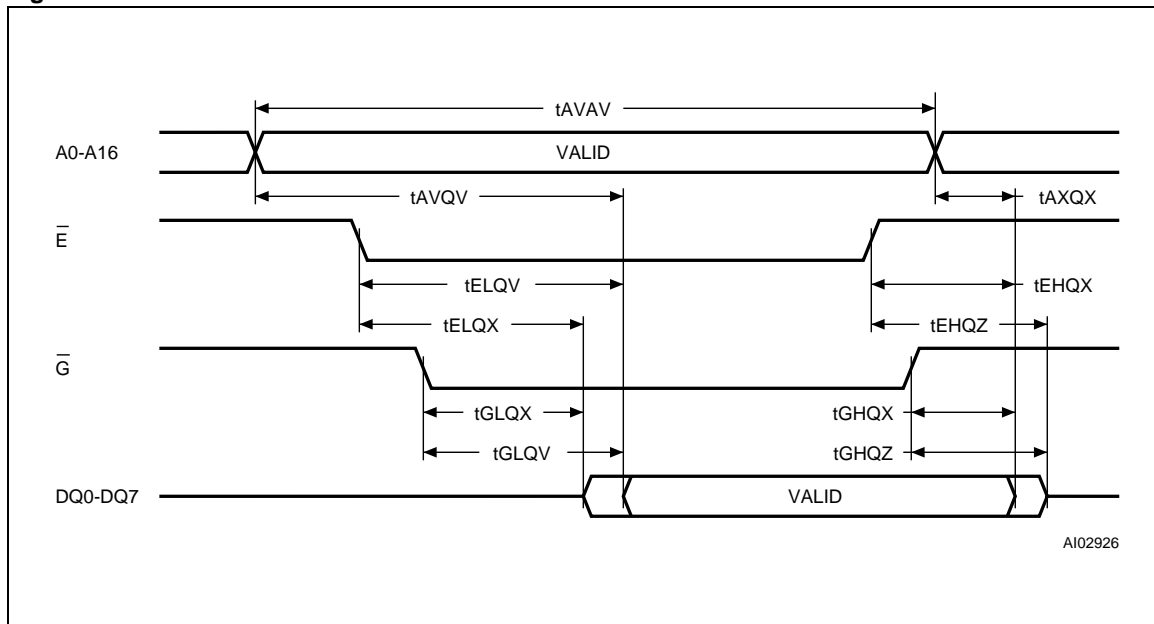 tAVAV
A0-A16
VALID
tAVQV
tAXQX
E
tELQV
tEHQX
tELQX
tEHQZ
G
tGLQX
tGHQX
tGLQV
tGHQZ
DQ0-DQ7
VALID
AI02926